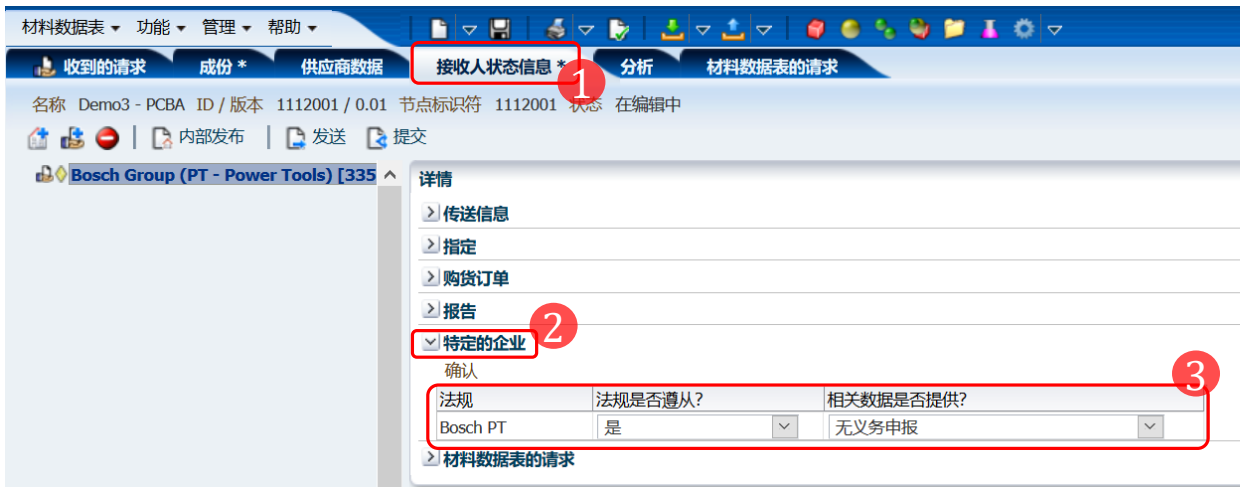 材料数据表 功能 管理 帮助
收到的请求 成份 * 供应商数据 接收人状态信息 * 分析 材料数据表的请求
1
名称 Demo3 - PCBA ID / 版本 1112001 / 0.01 节点标识符 1112001 状态 在编辑中
内部发布 发送 提交
Bosch Group (PT - Power Tools) [335
详情
传送信息
指定
购货订单
报告
2
特定的企业
确认
3
法规 法规是否遵从? 相关数据是否提供?
Bosch PT 是 无义务申报
材料数据表的请求